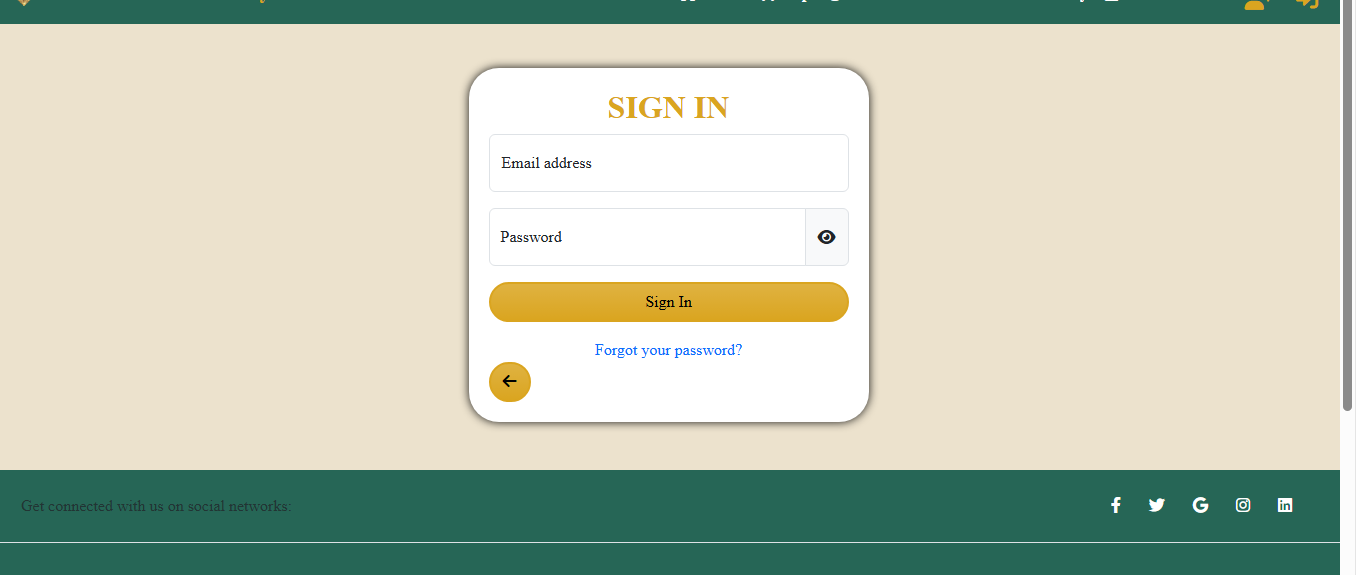 SIGN IN
Email address
Password
Sign In
Forgot your password?
Get connected with us on social networks: